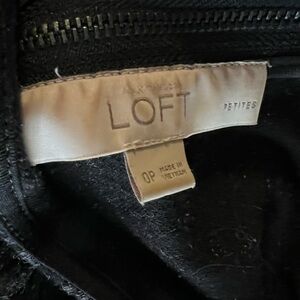 LOFT
PETITES
0P
MADE IN
VIETNAM